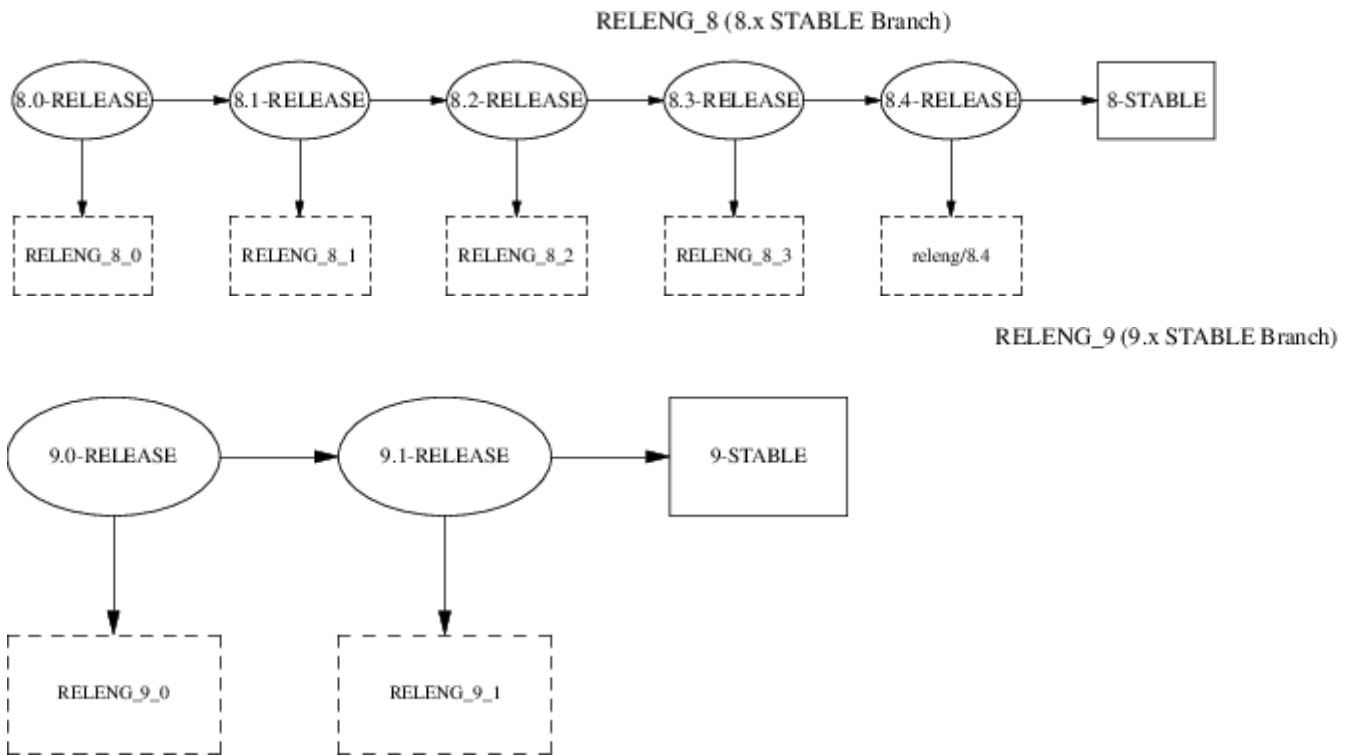 RELENG_8 (8.x STABLE Branch)
8.0-RELEASE
8.1-RELEASE
8.2-RELEASE
8.3-RELEASE
8.4-RELEASE
8-STABLE
RELENG_8_0
RELENG_8_1
RELENG_8_2
RELENG_8_3
releng/8.4
RELENG_9 (9.x STABLE Branch)
9.0-RELEASE
9.1-RELEASE
9-STABLE
RELENG_9_0
RELENG_9_1